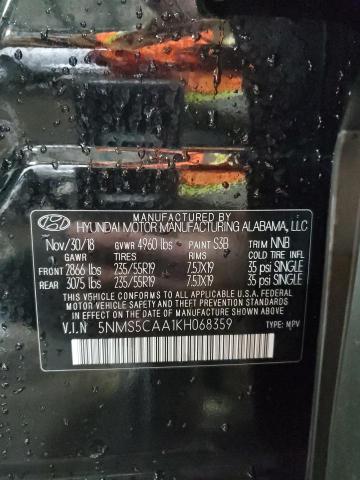 MANUFACTURED BY
HYUNDAI MOTOR MANUFACTURING ALABAMA, LLC
Nov/30/18 GVWR 4960 lbs PAINT S3B TRIM NNB
GAWR TIRES RIMS COLD TIRE INFL
FRONT 2866 lbs 235/55R19 7.5JX19 35 psi SINGLE
REAR 3075 lbs 235/55R19 7.5JX19 35 psi SINGLE
THIS VEHICLE CONFORMS TO ALL APPLICABLE U.S.A. FEDERAL
MOTOR VEHICLE SAFETY AND THEFT PREVENTION STANDARDS
IN EFFECT ON THE DATE OF MANUFACTURE SHOWN ABOVE.
V.I.N 5NMS5CAA1KH068359 TYPE: MPV